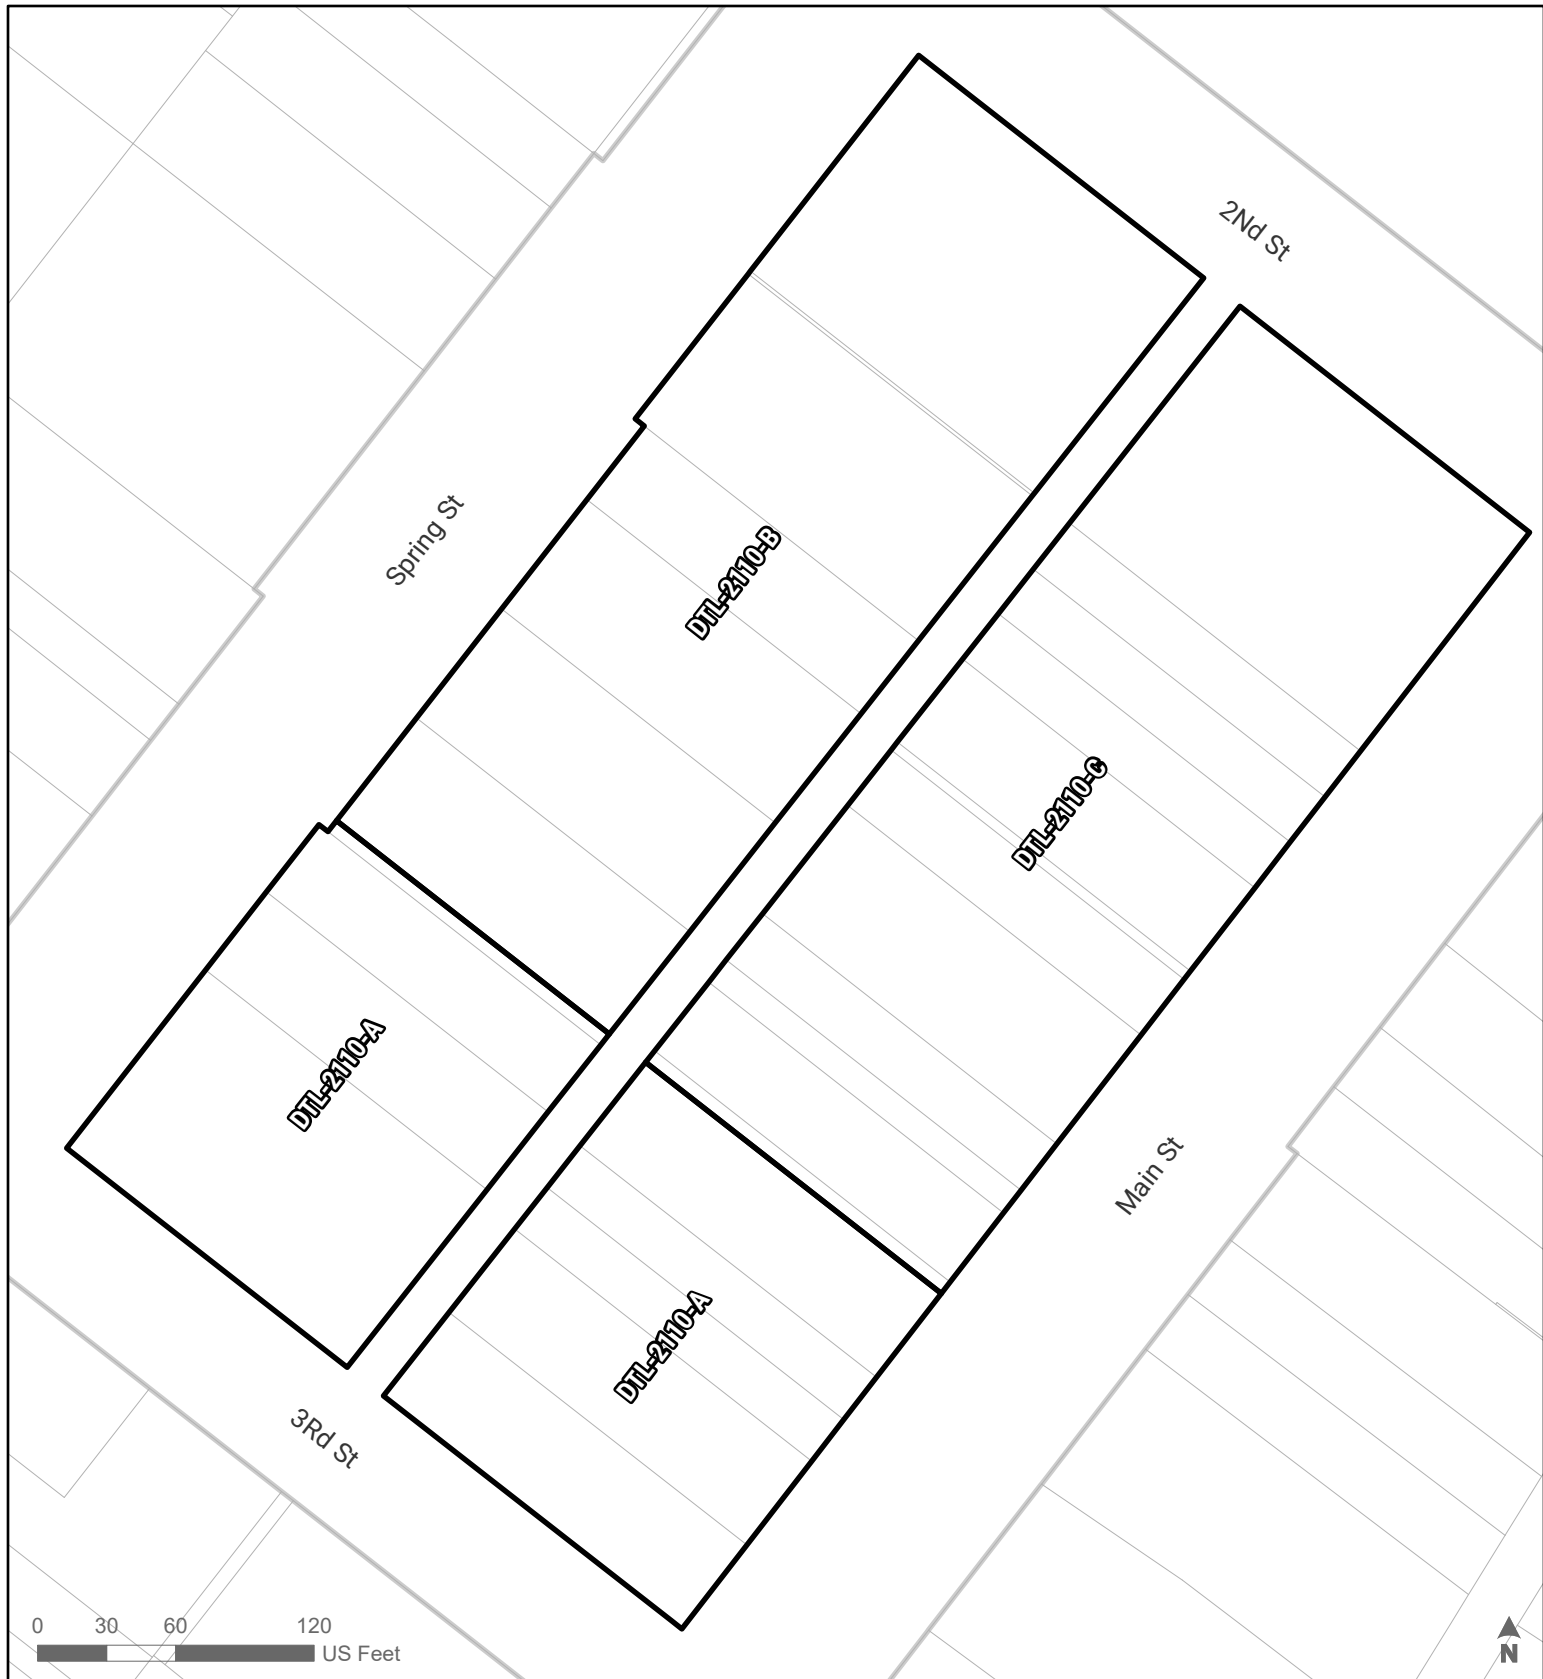 2Nd St
Spring St
DTL-2110-B
DTL-2110-C
DTL-2110-A
Main St
DTL-2110-A
3Rd St
0 30 60 120
US Feet
N